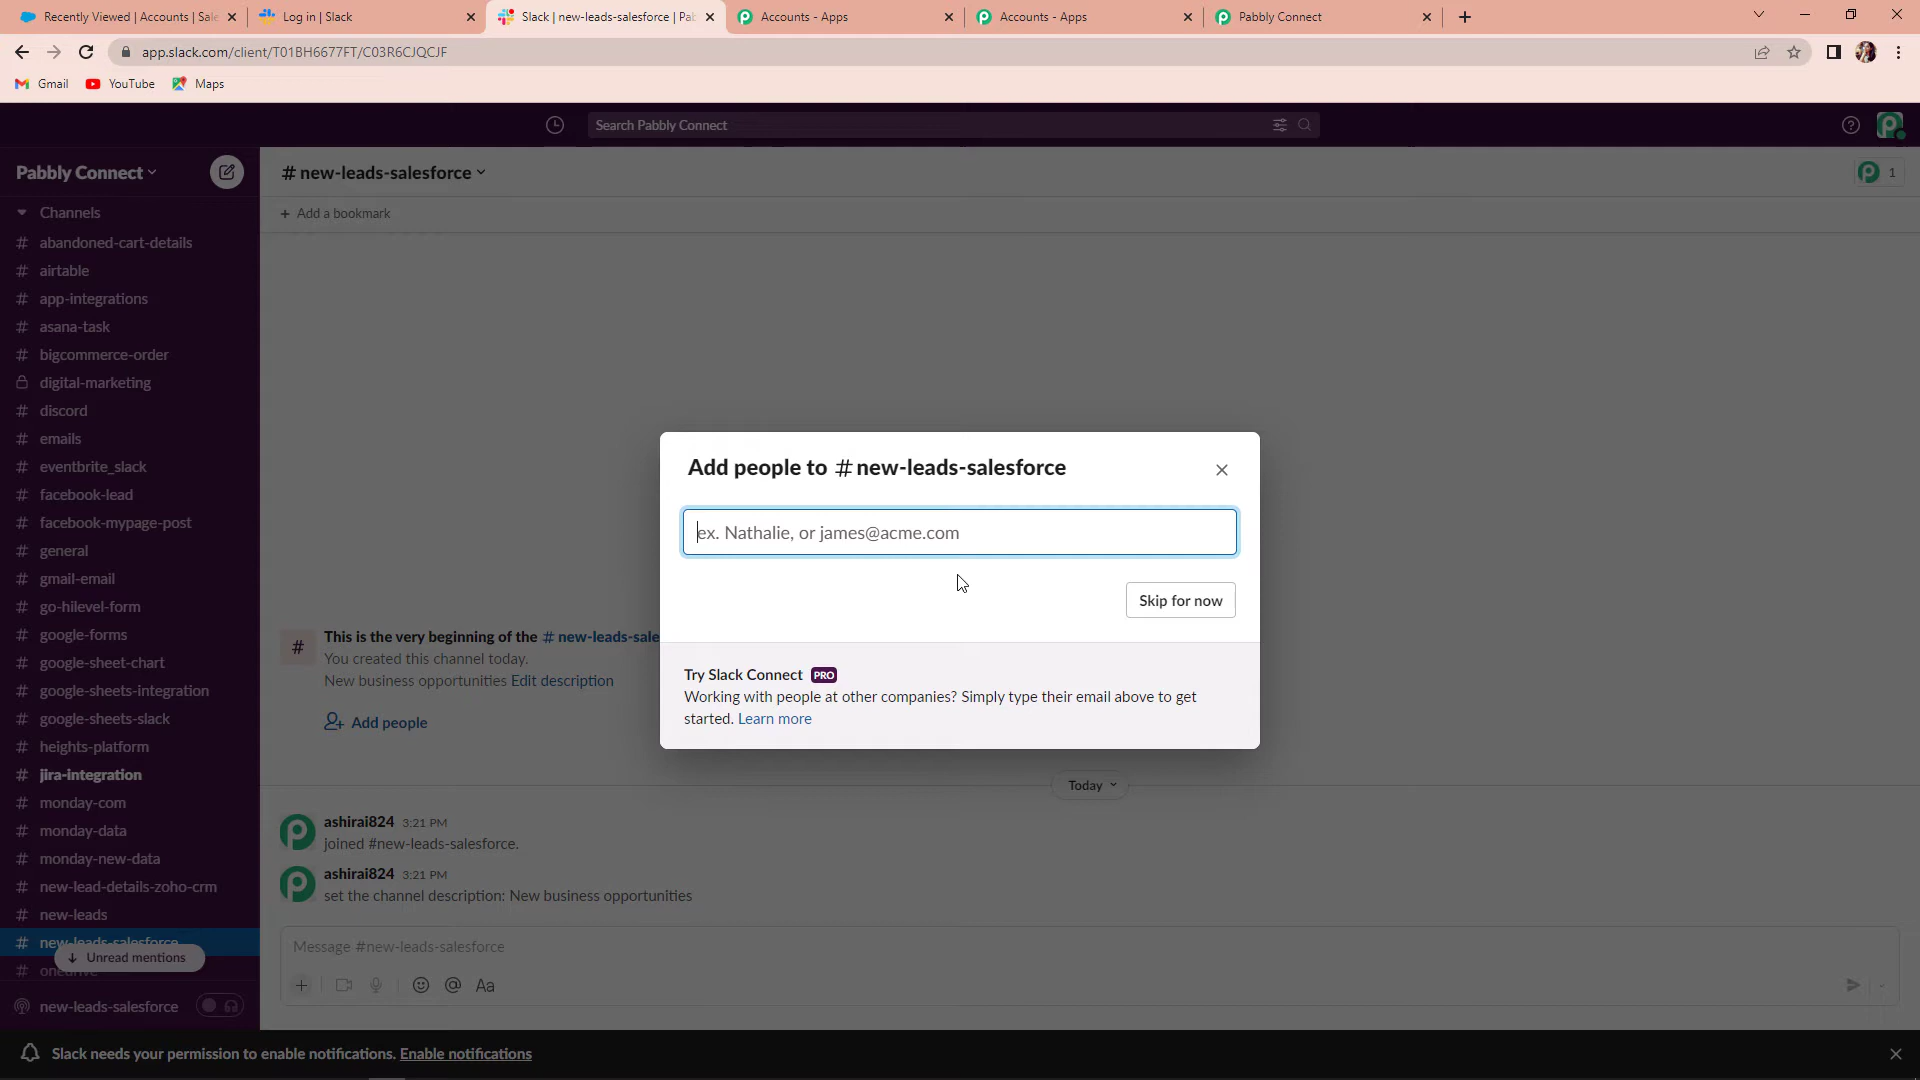 Recently Viewed | Accounts | Sale
Log in | Slack
Slack | new-leads-salesforce | Pab
Accounts - Apps
Accounts - Apps
Pabbly Connect
app.slack.com/client/T01BH6677FT/C03R6CJQCJF
Gmail
YouTube
Maps
Search Pabbly Connect
Pabbly Connect
# new-leads-salesforce
1
+ Add a bookmark
Channels
# abandoned-cart-details
# airtable
# app-integrations
# asana-task
# bigcommerce-order
digital-marketing
# discord
# emails
# eventbrite_slack
# facebook-lead
# facebook-mypage-post
# general
# gmail-email
# go-hilevel-form
# google-forms
# google-sheet-chart
# google-sheets-integration
# google-sheets-slack
# heights-platform
# jira-integration
# monday-com
# monday-data
# monday-new-data
# new-lead-details-zoho-crm
# new-leads
# new-leads-salesforce
Unread mentions
# onedrive
new-leads-salesforce
Add people to # new-leads-salesforce
ex. Nathalie, or james@acme.com
Skip for now
Try Slack Connect PRO
Working with people at other companies? Simply type their email above to get
started. Learn more
# This is the very beginning of the # new-leads-sale
You created this channel today.
New business opportunities Edit description
Add people
Today
ashirai824 3:21 PM
joined #new-leads-salesforce.
ashirai824 3:21 PM
set the channel description: New business opportunities
Message #new-leads-salesforce
Aa
Slack needs your permission to enable notifications. Enable notifications